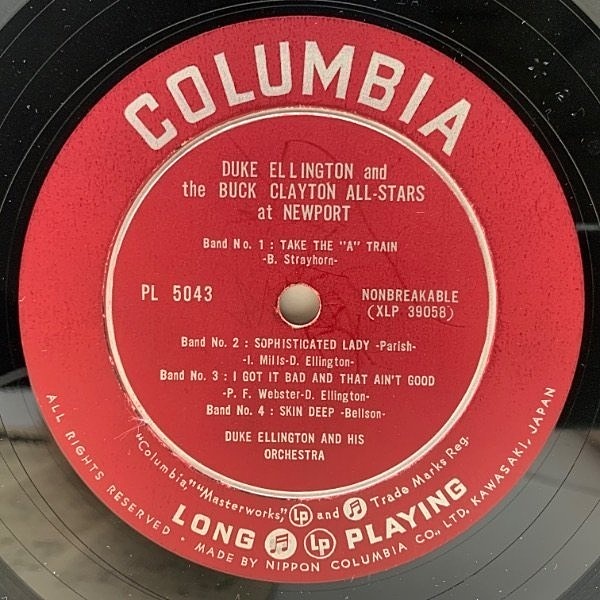 COLUMBIA
DUKE ELLINGTON and
the BUCK CLAYTON ALL-STARS
at NEWPORT
Band No. 1 : TAKE THE "A" TRAIN
-B. Strayhorn-
PL 5043
NONBREAKABLE
(XLP 39058)
Band No. 2 : SOPHISTICATED LADY -Parish-
-I. Mills-D. Ellington-
Band No. 3 : I GOT IT BAD AND THAT AIN'T GOOD
-P. F. Webster-D. Ellington-
Band No. 4 : SKIN DEEP -Bellson-
DUKE ELLINGTON AND HIS
ORCHESTRA
"Columbia," "Masterworks," Lp and Trade Marks Reg.
LONG Lp PLAYING
ALL RIGHTS RESERVED · MADE BY NIPPON COLUMBIA CO., LTD. KAWASAKI, JAPAN